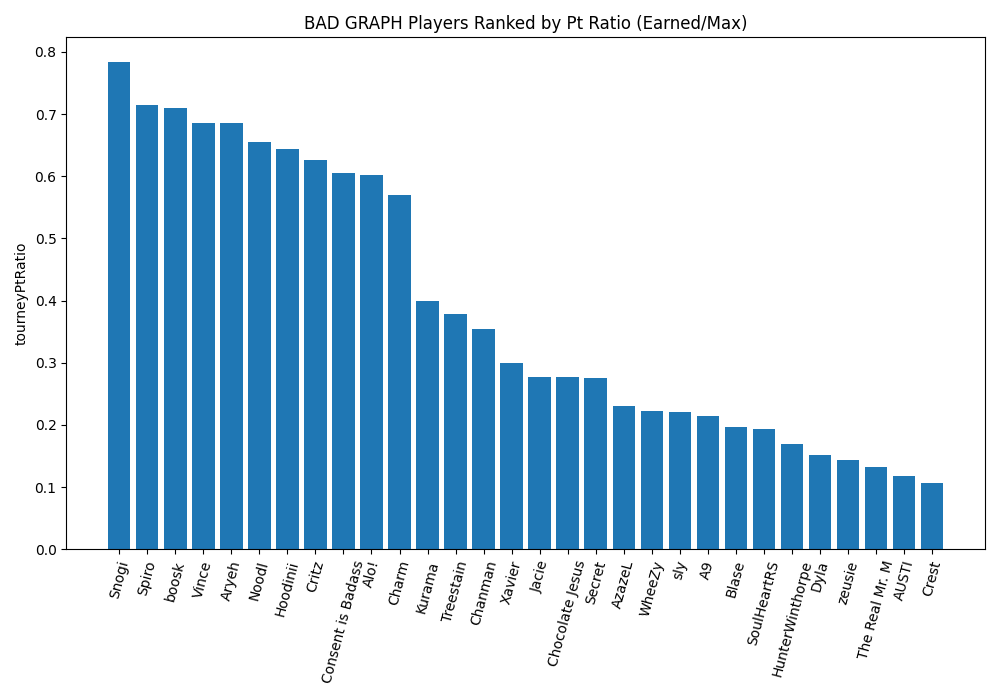 BAD GRAPH Players Ranked by Pt Ratio (Earned/Max)
tourneyPtRatio
0.8
0.7
0.6
0.5
0.4
0.3
0.2
0.1
0.0
Snogi
Spiro
boosk
Vince
Aryeh
Noodl
Hoodinii
Critz
Consent is Badass
Alo!
Charm
Kurama
Treestain
Chanman
Xavier
Jacie
Chocolate Jesus
Secret
AzazeL
WheeZy
sly
A9
Blase
SoulHeartRS
HunterWinthorpe
Dyla
zeusie
The Real Mr. M
AUSTI
Crest